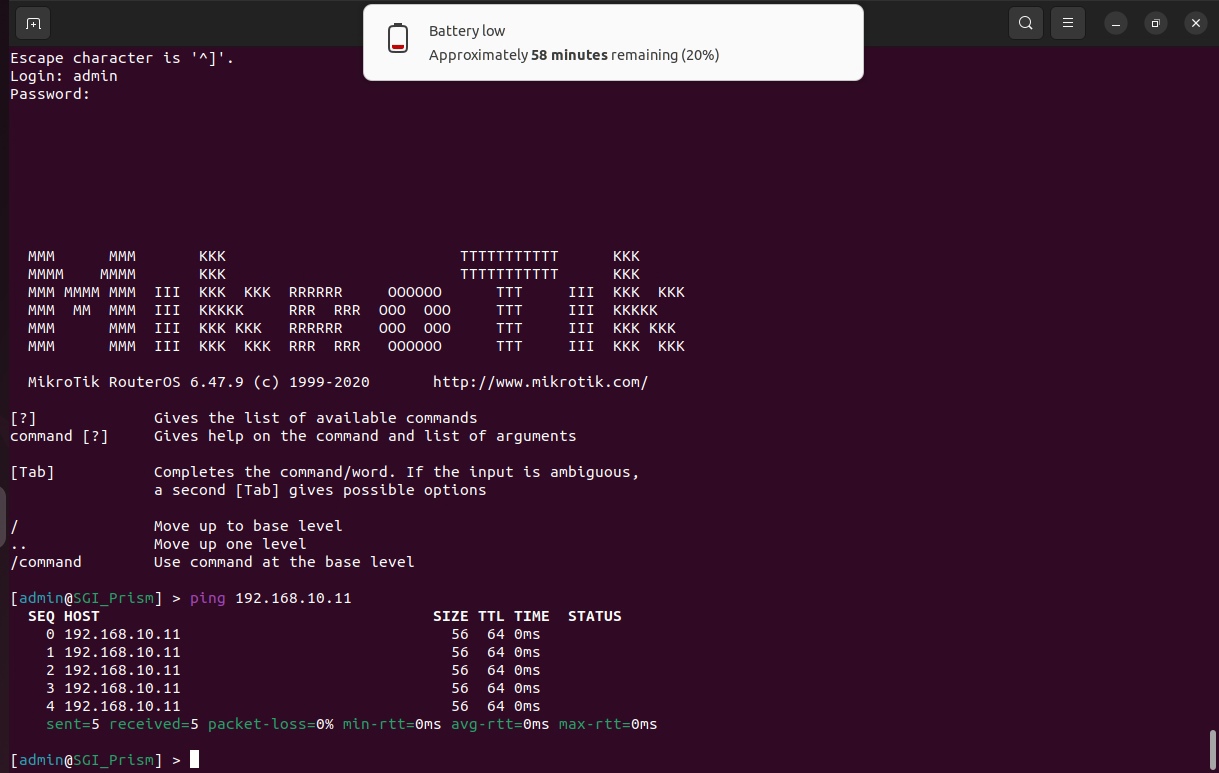 Battery low
Approximately 58 minutes remaining (20%)
Escape character is '^]'.
Login: admin
Password:
  MMM      MMM       KKK                          TTTTTTTTTTT      KKK
  MMMM    MMMM       KKK                          TTTTTTTTTTT      KKK
  MMM MMMM MMM  III  KKK  KKK  RRRRRR     OOOOOO      TTT     III  KKK  KKK
  MMM  MM  MMM  III  KKKKK     RRR  RRR  OOO  OOO     TTT     III  KKKKK
  MMM      MMM  III  KKK KKK   RRRRRR    OOO  OOO     TTT     III  KKK KKK
  MMM      MMM  III  KKK  KKK  RRR  RRR   OOOOOO      TTT     III  KKK  KKK
  MikroTik RouterOS 6.47.9 (c) 1999-2020       http://www.mikrotik.com/
[?]             Gives the list of available commands
command [?]     Gives help on the command and list of arguments
[Tab]           Completes the command/word. If the input is ambiguous,
                a second [Tab] gives possible options
/               Move up to base level
..              Move up one level
/command        Use command at the base level
[admin@SGI_Prism] > ping 192.168.10.11
  SEQ HOST                                     SIZE TTL TIME  STATUS
    0 192.168.10.11                              56  64 0ms
    1 192.168.10.11                              56  64 0ms
    2 192.168.10.11                              56  64 0ms
    3 192.168.10.11                              56  64 0ms
    4 192.168.10.11                              56  64 0ms
    sent=5 received=5 packet-loss=0% min-rtt=0ms avg-rtt=0ms max-rtt=0ms
[admin@SGI_Prism] >